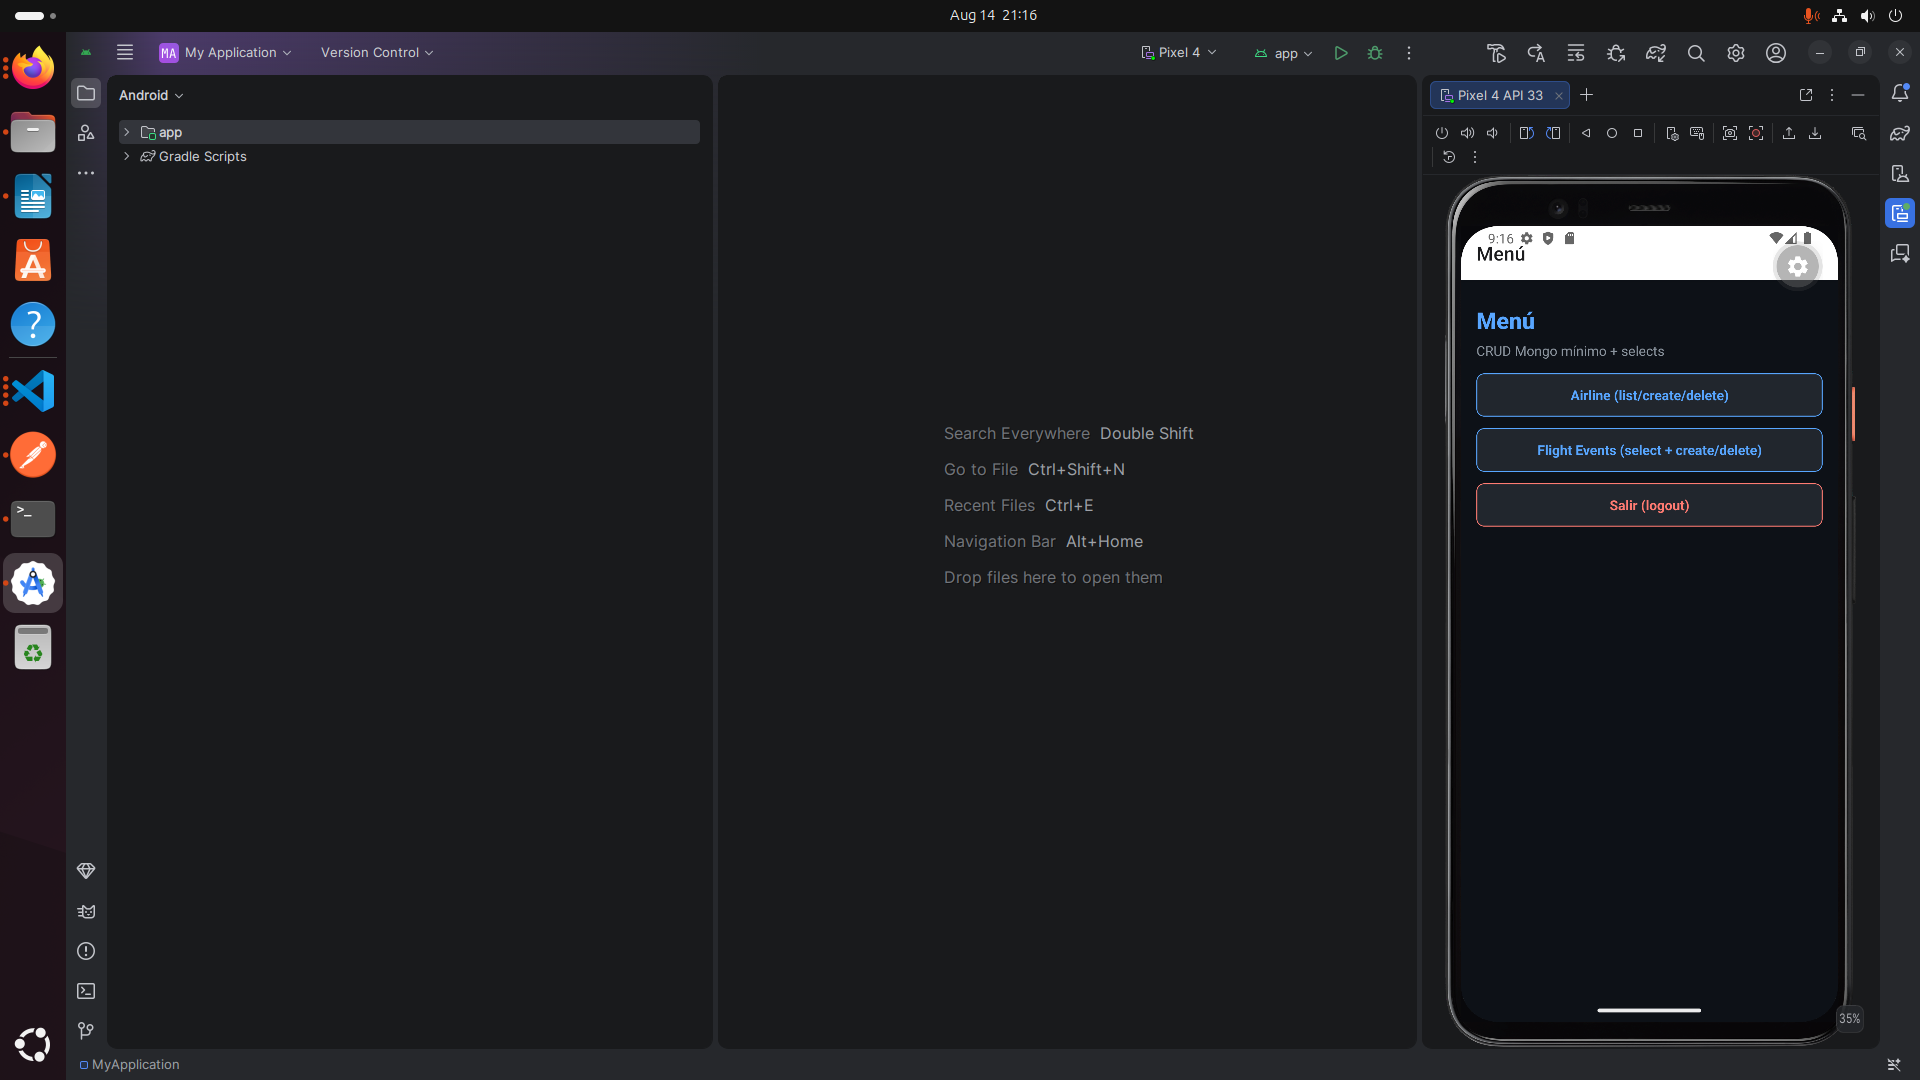 Aug 14 21:16
MA My Application
Version Control
Pixel 4
app
Android
app
Gradle Scripts
Search Everywhere Double Shift
Go to File Ctrl+Shift+N
Recent Files Ctrl+E
Navigation Bar Alt+Home
Drop files here to open them
Pixel 4 API 33
9:16
Menú
Menú
CRUD Mongo mínimo + selects
Airline (list/create/delete)
Flight Events (select + create/delete)
Salir (logout)
35%
MyApplication